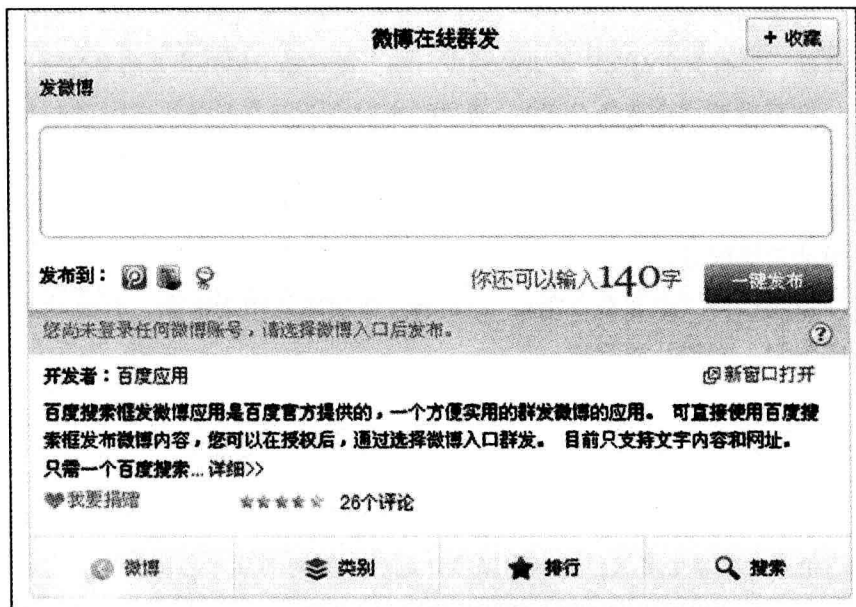 微博在线群发
+ 收藏
发微博
发布到：
你还可以输入140字
一键发布
您尚未登录任何微博账号，请选择微博入口后发布。
?
开发者：百度应用
新窗口打开
百度搜索框发微博应用是百度官方提供的，一个方便实用的群发微博的应用。 可直接使用百度搜
索框发布微博内容，您可以在授权后，通过选择微博入口群发。 目前只支持文字内容和网址。
只需一个百度搜索... 详细>>
我要捐赠
26个评论
微博
类别
排行
搜索